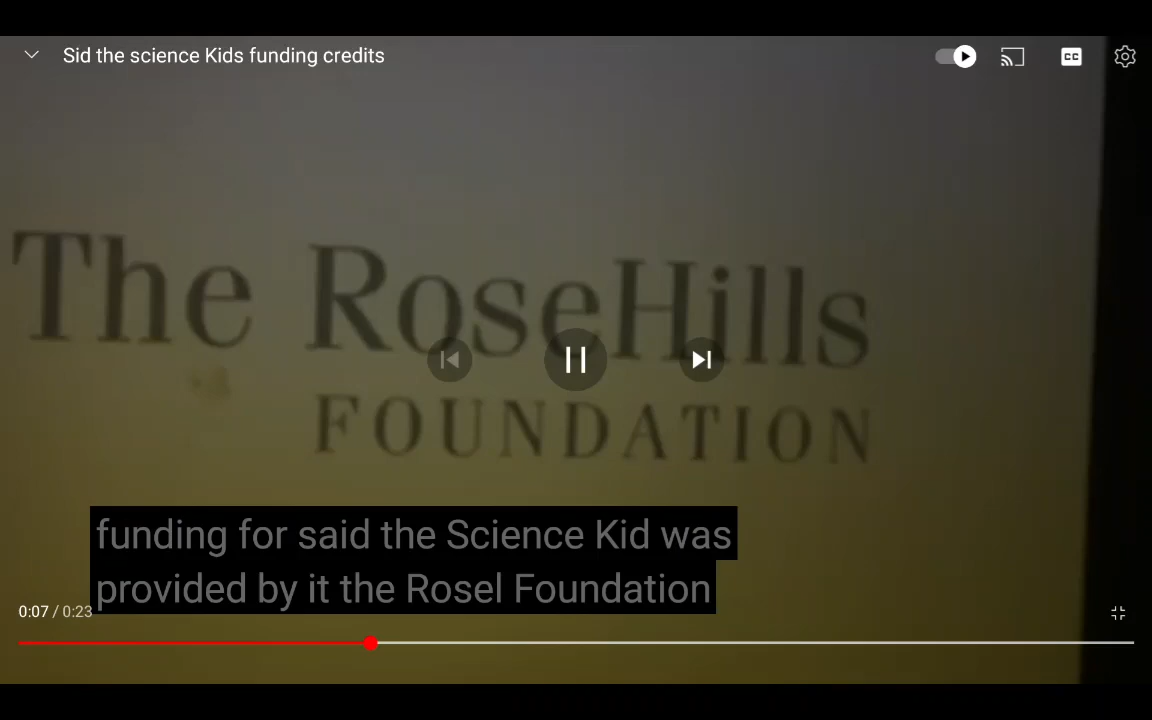 Sid the science Kids funding credits
CC
The RoseHills
FOUNDATION
funding for said the Science Kid was
provided by it the Rosel Foundation
0:07 / 0:23